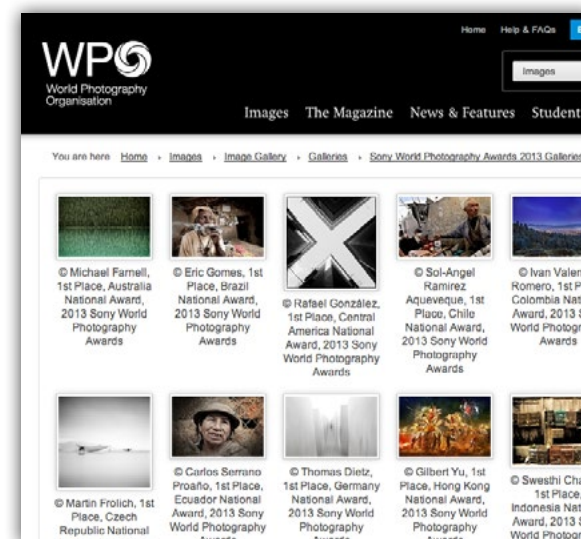 Home Help & FAQs
WPO
World Photography
Organisation
Images
Images The Magazine News & Features Student
You are here Home › Images › Image Gallery › Galleries › Sony World Photography Awards 2013 Galleries
© Michael Farnell,
1st Place, Australia
National Award,
2013 Sony World
Photography
Awards
© Eric Gomes, 1st
Place, Brazil
National Award,
2013 Sony World
Photography
Awards
© Rafael González,
1st Place, Central
America National
Award, 2013 Sony
World Photography
Awards
© Sol-Angel
Ramirez
Aqueveque, 1st
Place, Chile
National Award,
2013 Sony World
Photography
Awards
© Ivan
Romero, 1st
Colombia
Award, 2013
World
Awards
© Martin Frolich, 1st
Place, Czech
Republic National
© Carlos Serrano
Proaño, 1st Place,
Ecuador National
Award, 2013 Sony
World Photography
Awards
© Thomas Dietz,
1st Place, Germany
National Award,
2013 Sony World
Photography
Awards
© Gilbert Yu, 1st
Place, Hong Kong
National Award,
2013 Sony World
Photography
Awards
© Swesthi
1st Place,
Indonesia
Award, 2013
World